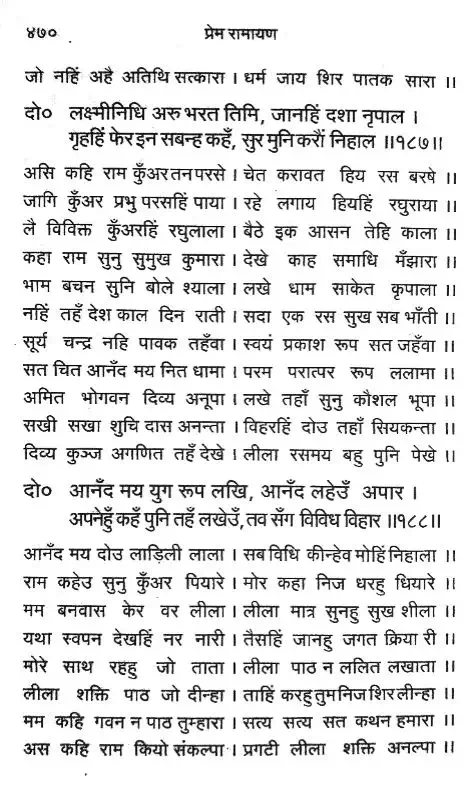 ४७०
प्रेम रामायण
जो नहिं अहै अतिथि सत्कारा । धर्म जाय शिर पातक सारा ।।
दो० लक्ष्मीनिधि अरु भरत तिमि, जानहिं दशा नृपाल ।
गृहहिं फेर इन सबन्ह कहँ, सुर मुनि करौं निहाल ।।१८७।।
असि कहि राम कुँअर तन परसे । चेत करावत हिय रस बरषे ।।
जागि कुँअर प्रभु परसहिं पाया । रहे लगाय हियहिं रघुराया ।।
लै विविक्त कुँअरहिं रघुलाला । बैठे इक आसन तेहि काला ।।
कहा राम सुनु सुमुख कुमारा । देखे काह समाधि मँझारा ।।
भाम बचन सुनि बोले श्याला । लखे धाम साकेत कृपाला ।।
नहिं तहँ देश काल दिन राती । सदा एक रस सुख सब भाँती ।।
सूर्य चन्द्र नहि पावक तहँवा । स्वयं प्रकाश रूप सत जहँवा ।।
सत चित आनँद मय नित धामा । परम परात्पर रूप ललामा ।।
अमित भोगवन दिव्य अनूपा । लखे तहाँ सुनु कौशल भूपा ।।
सखी सखा शुचि दास अनन्ता । विहरहिं दोउ तहाँ सियकन्ता ।।
दिव्य कुञ्ज अगणित तहँ देखे । लीला रसमय बहु पुनि पेखे ।।
दो० आनँद मय युग रूप लखि, आनँद लहेउँ अपार ।
अपनेहुँ कहँ पुनि तहँ लखेउँ, तव सँग विविध विहार ।।१८८।।
आनँद मय दोउ लाड़िली लाला । सब विधि कीन्हेव मोहिं निहाला ।।
राम कहेउ सुनु कुँअर पियारे । मोर कहा निज धरहु धियारे ।।
मम बनवास केर वर लीला । लीला मात्र सुनहु सुख शीला ।।
यथा स्वपन देखहिं नर नारी । तैसहिं जानहु जगत क्रिया री ।।
मोरे साथ रहहु जो ताता । लीला पाठ न ललित लखाता ।।
लीला शक्ति पाठ जो दीन्हा । ताहिं करहु तुम निज शिर लीन्हा ।।
मम कहि गवन न पाठ तुम्हारा । सत्य सत्य सत कथन हमारा ।।
अस कहि राम कियो संकल्पा । प्रगटी लीला शक्ति अनल्पा ।।